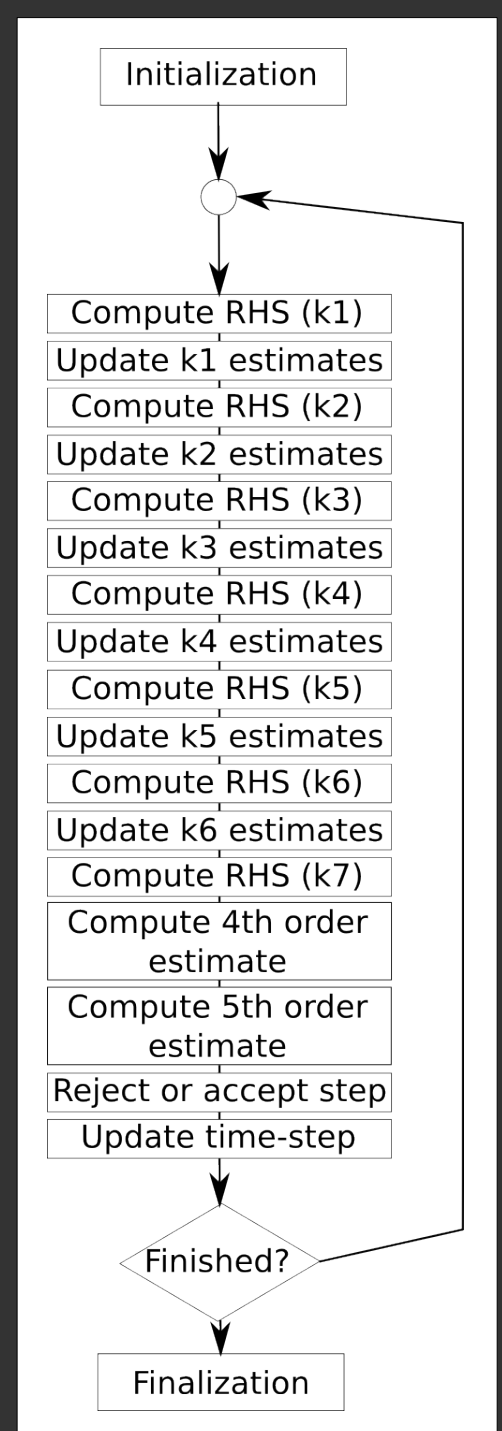 Initialization
Compute RHS (k1)
Update k1 estimates
Compute RHS (k2)
Update k2 estimates
Compute RHS (k3)
Update k3 estimates
Compute RHS (k4)
Update k4 estimates
Compute RHS (k5)
Update k5 estimates
Compute RHS (k6)
Update k6 estimates
Compute RHS (k7)
Compute 4th order
estimate
Compute 5th order
estimate
Reject or accept step
Update time-step
Finished?
Finalization